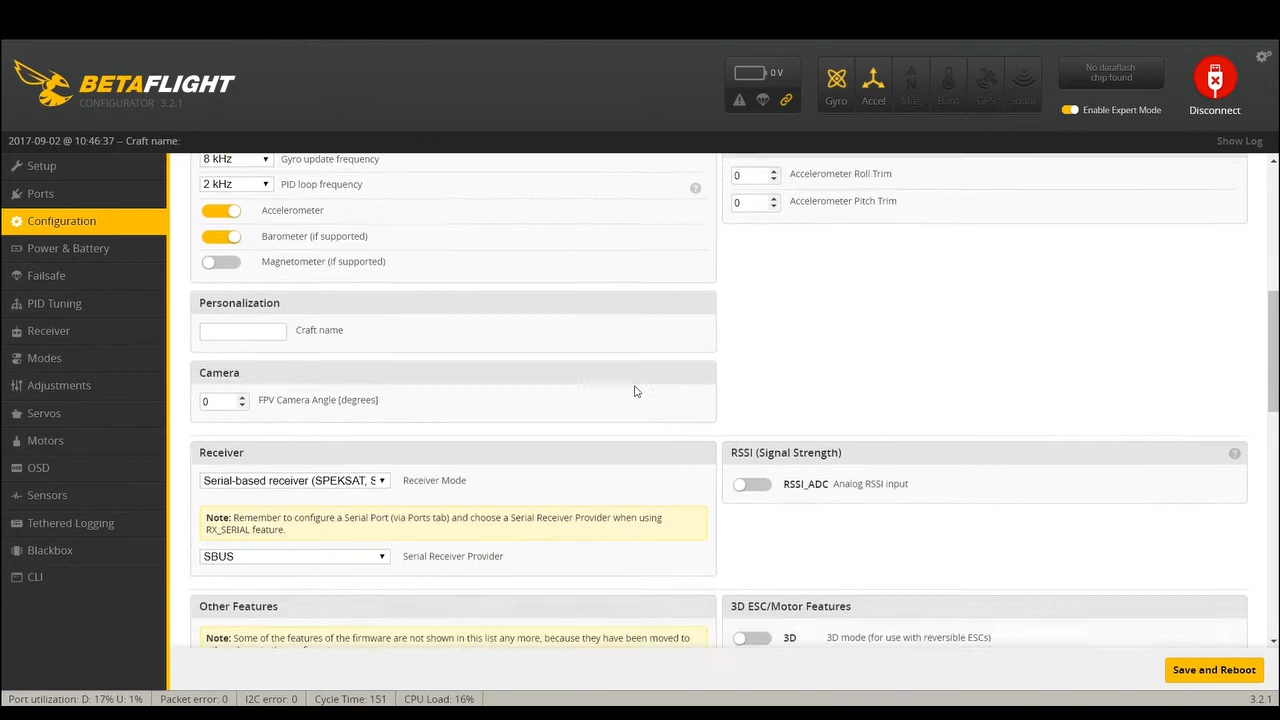 BETAFLIGHT
CONFIGURATOR 3.2.1
0 V
Gyro
Accel
Mag
Baro
GPS
Sonar
No dataflash
chip found
Enable Expert Mode
Disconnect
2017-09-02 @ 10:46:37 -- Craft name:
Show Log
Setup
Ports
Configuration
Power & Battery
Failsafe
PID Tuning
Receiver
Modes
Adjustments
Servos
Motors
OSD
Sensors
Tethered Logging
Blackbox
CLI
8 kHz Gyro update frequency
2 kHz PID loop frequency
Accelerometer
Barometer (if supported)
Magnetometer (if supported)
0 Accelerometer Roll Trim
0 Accelerometer Pitch Trim
Personalization
Craft name
Camera
0 FPV Camera Angle [degrees]
Receiver
Serial-based receiver (SPEKSAT, S Receiver Mode
Note: Remember to configure a Serial Port (via Ports tab) and choose a Serial Receiver Provider when using
RX_SERIAL feature.
SBUS Serial Receiver Provider
RSSI (Signal Strength)
RSSI_ADC Analog RSSI input
Other Features
Note: Some of the features of the firmware are not shown in this list any more, because they have been moved to
3D ESC/Motor Features
3D 3D mode (for use with reversible ESCs)
Save and Reboot
Port utilization: D: 17% U: 1% Packet error: 0 I2C error: 0 Cycle Time: 151 CPU Load: 16% 3.2.1